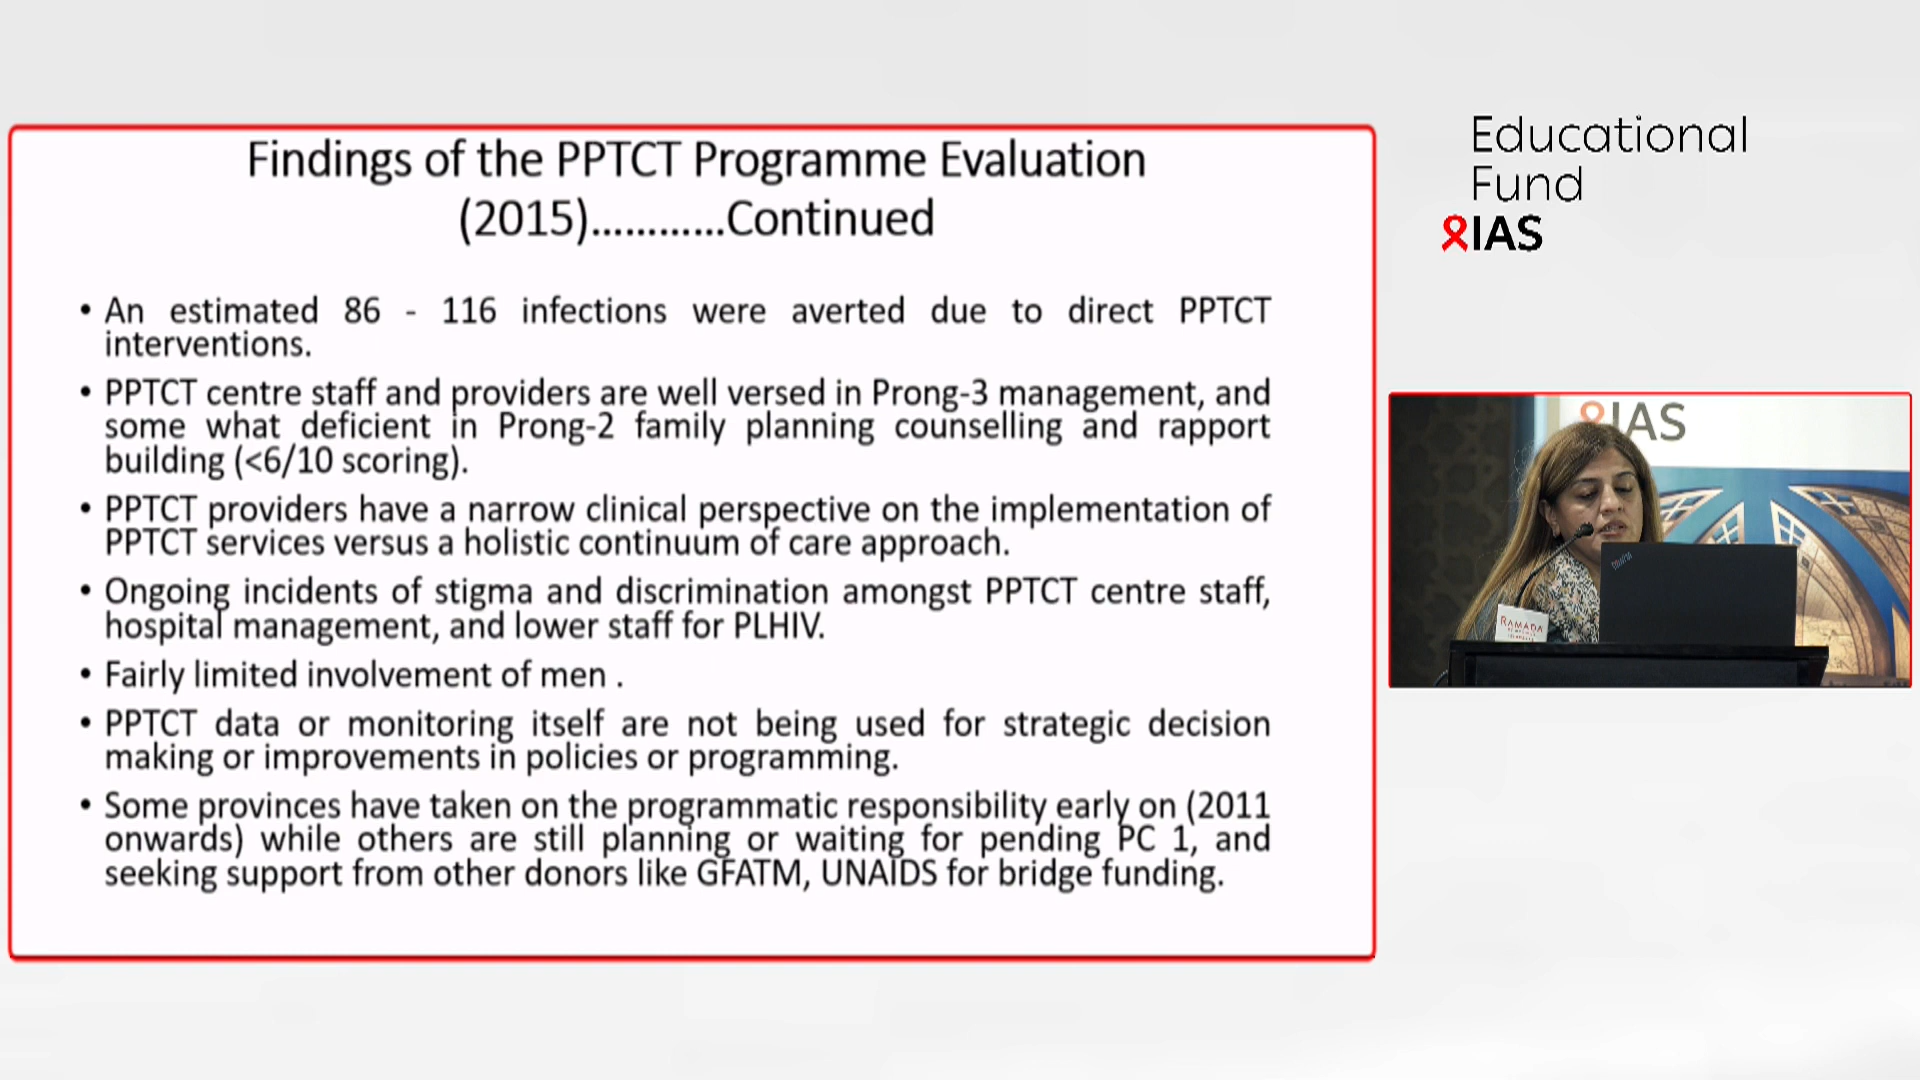 Findings of the PPTCT Programme Evaluation
(2015)............Continued
• An estimated 86 - 116 infections were averted due to direct PPTCT
interventions.
• PPTCT centre staff and providers are well versed in Prong-3 management, and
some what deficient in Prong-2 family planning counselling and rapport
building (<6/10 scoring).
• PPTCT providers have a narrow clinical perspective on the implementation of
PPTCT services versus a holistic continuum of care approach.
• Ongoing incidents of stigma and discrimination amongst PPTCT centre staff,
hospital management, and lower staff for PLHIV.
• Fairly limited involvement of men .
• PPTCT data or monitoring itself are not being used for strategic decision
making or improvements in policies or programming.
• Some provinces have taken on the programmatic responsibility early on (2011
onwards) while others are still planning or waiting for pending PC 1, and
seeking support from other donors like GFATM, UNAIDS for bridge funding.
Educational
Fund
IAS
IAS
RAMADA